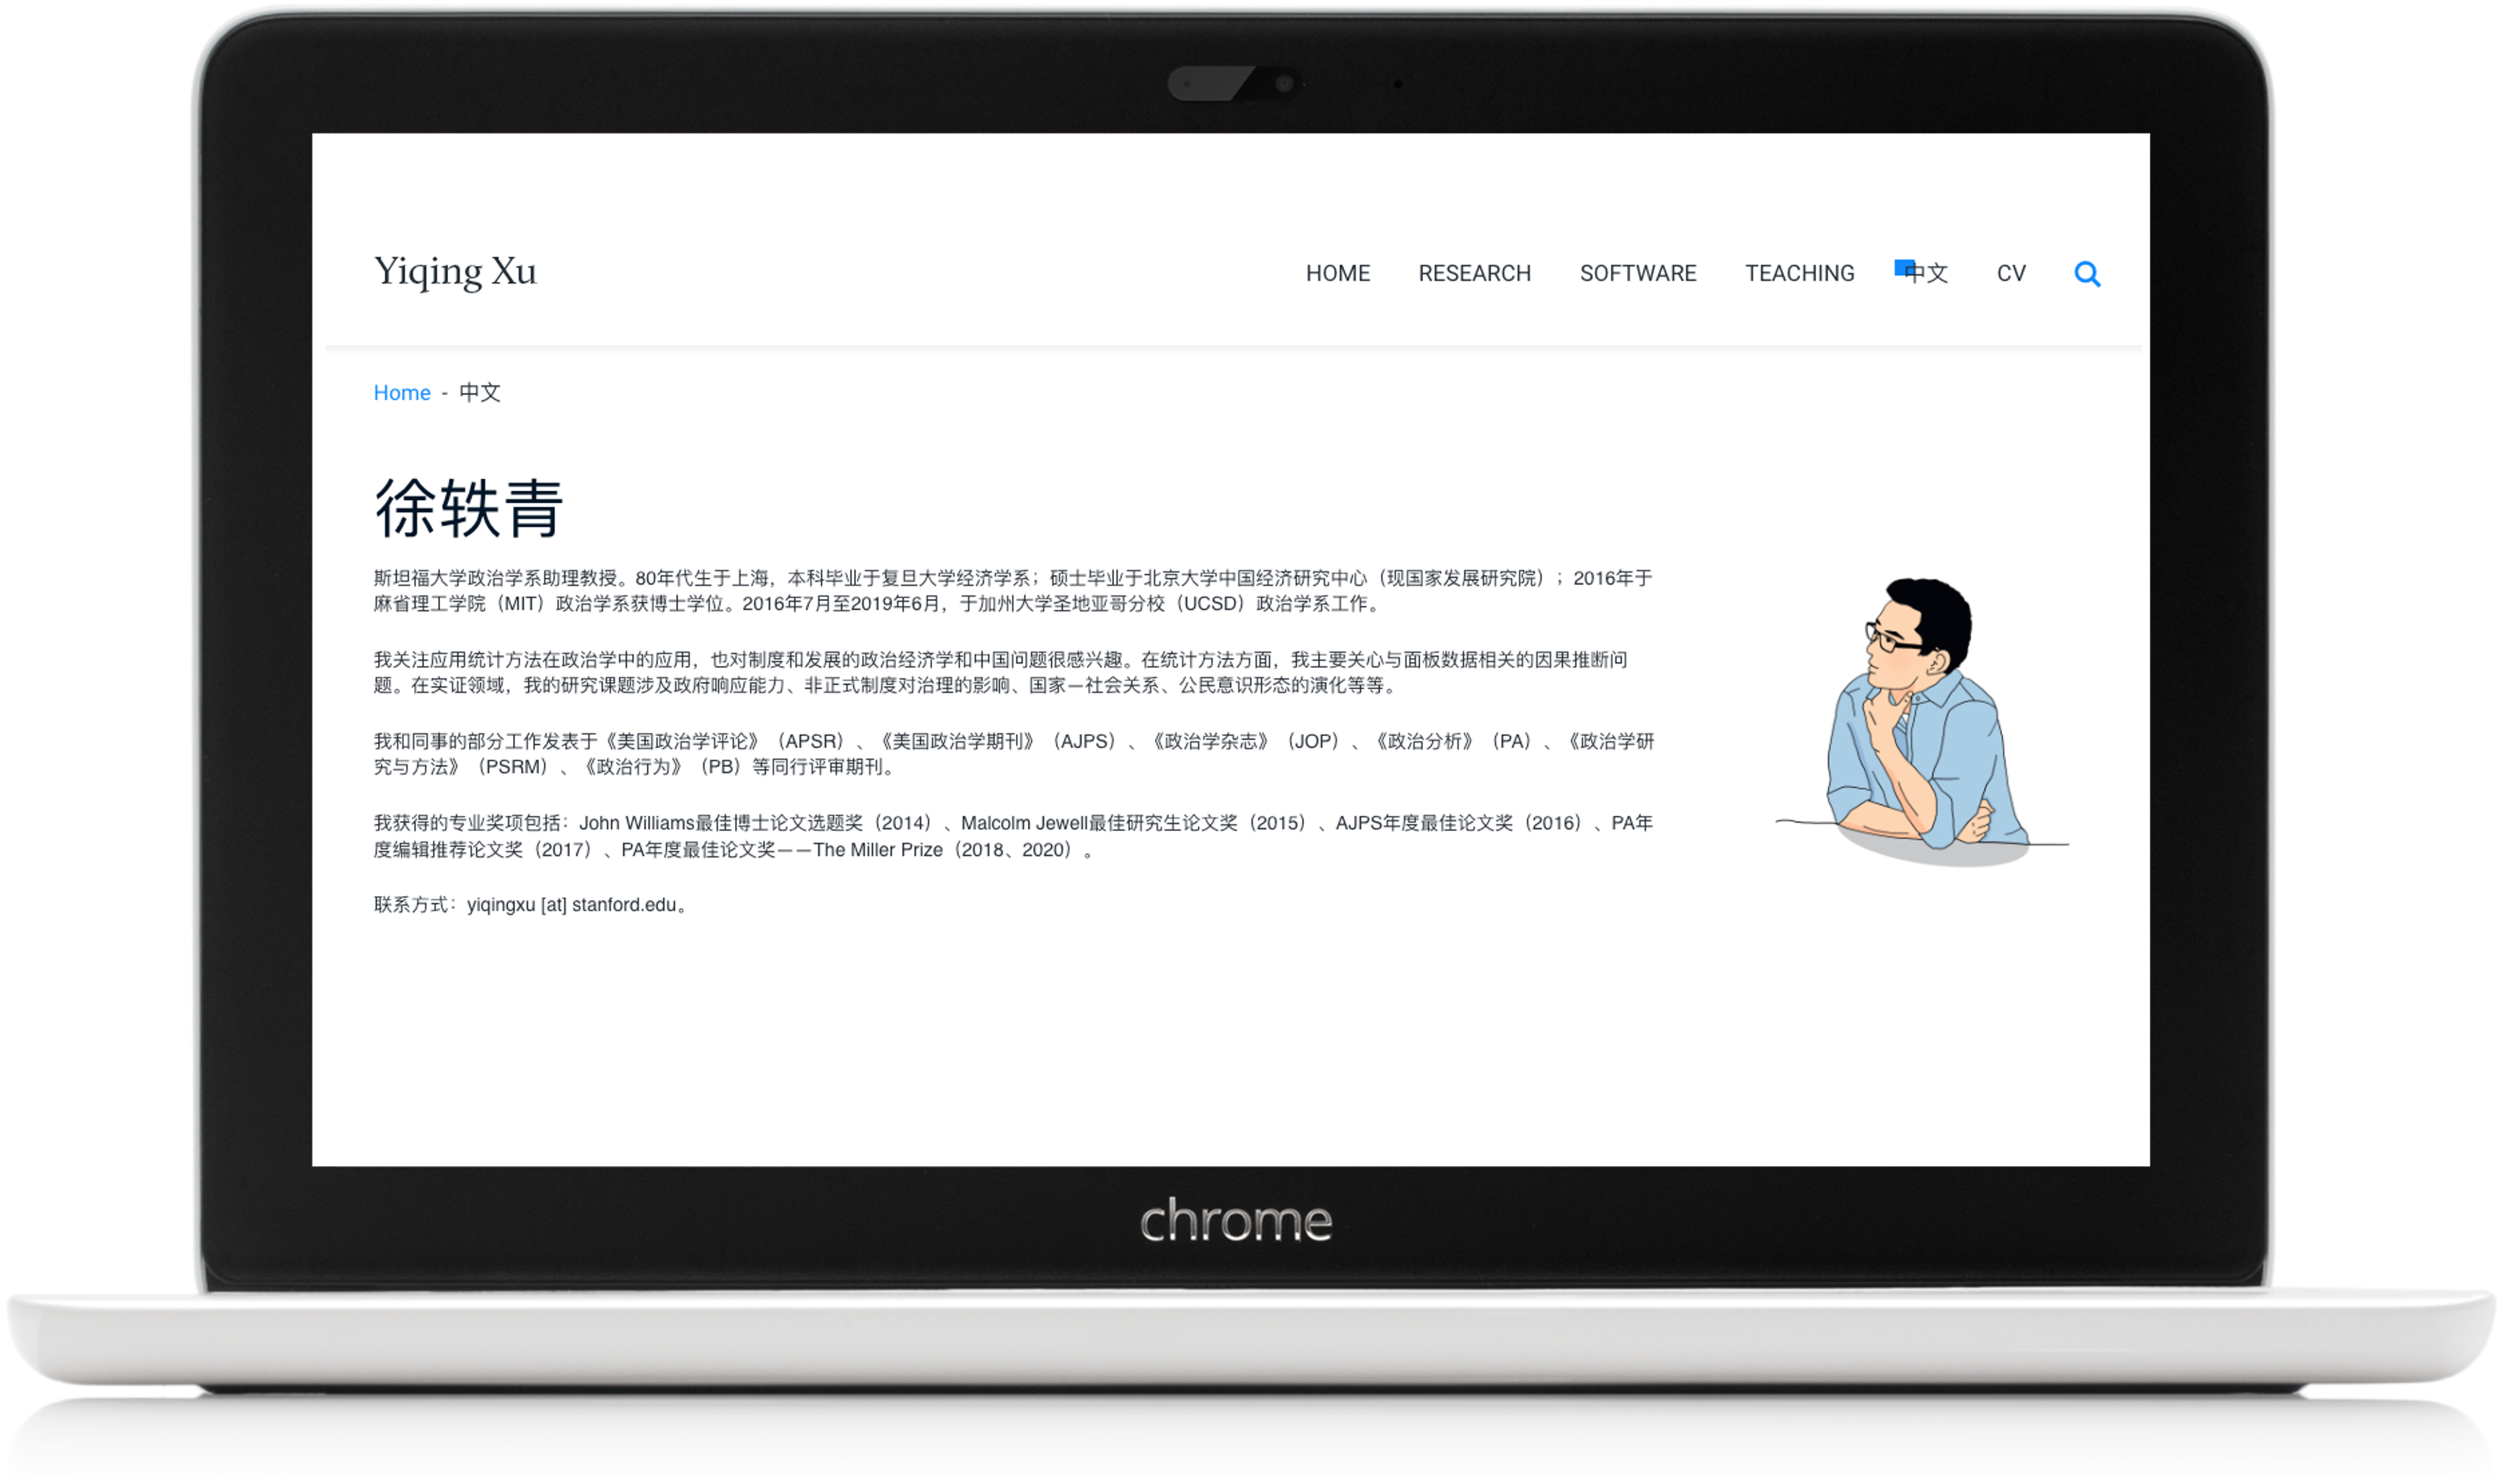 Yiqing Xu
HOME RESEARCH SOFTWARE TEACHING 中文 CV
Home - 中文
徐轶青
斯坦福大学政治学系助理教授。80年代生于上海，本科毕业于复旦大学经济学系；硕士毕业于北京大学中国经济研究中心（现国家发展研究院）；2016年于
麻省理工学院（MIT）政治学系获博士学位。2016年7月至2019年6月，于加州大学圣地亚哥分校（UCSD）政治学系工作。
我关注应用统计方法在政治学中的应用，也对制度和发展的政治经济学和中国问题很感兴趣。在统计方法方面，我主要关心与面板数据相关的因果推断问
题。在实证领域，我的研究课题涉及政府响应能力、非正式制度对治理的影响、国家—社会关系、公民意识形态的演化等等。
我和同事的部分工作发表于《美国政治学评论》（APSR）、《美国政治学期刊》（AJPS）、《政治学杂志》（JOP）、《政治分析》（PA）、《政治学研
究与方法》（PSRM）、《政治行为》（PB）等同行评审期刊。
我获得的专业奖项包括：John Williams最佳博士论文选题奖（2014）、Malcolm Jewell最佳研究生论文奖（2015）、AJPS年度最佳论文奖（2016）、PA年
度编辑推荐论文奖（2017）、PA年度最佳论文奖——The Miller Prize（2018、2020）。
联系方式：yiqingxu [at] stanford.edu。
chrome